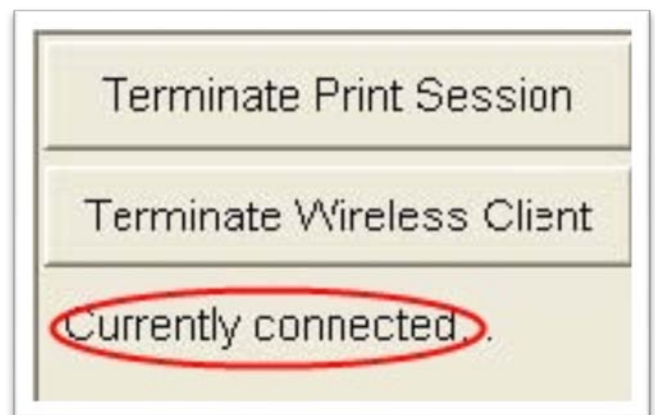 Terminate Print Session
Terminate Wireless Client
Currently connected..